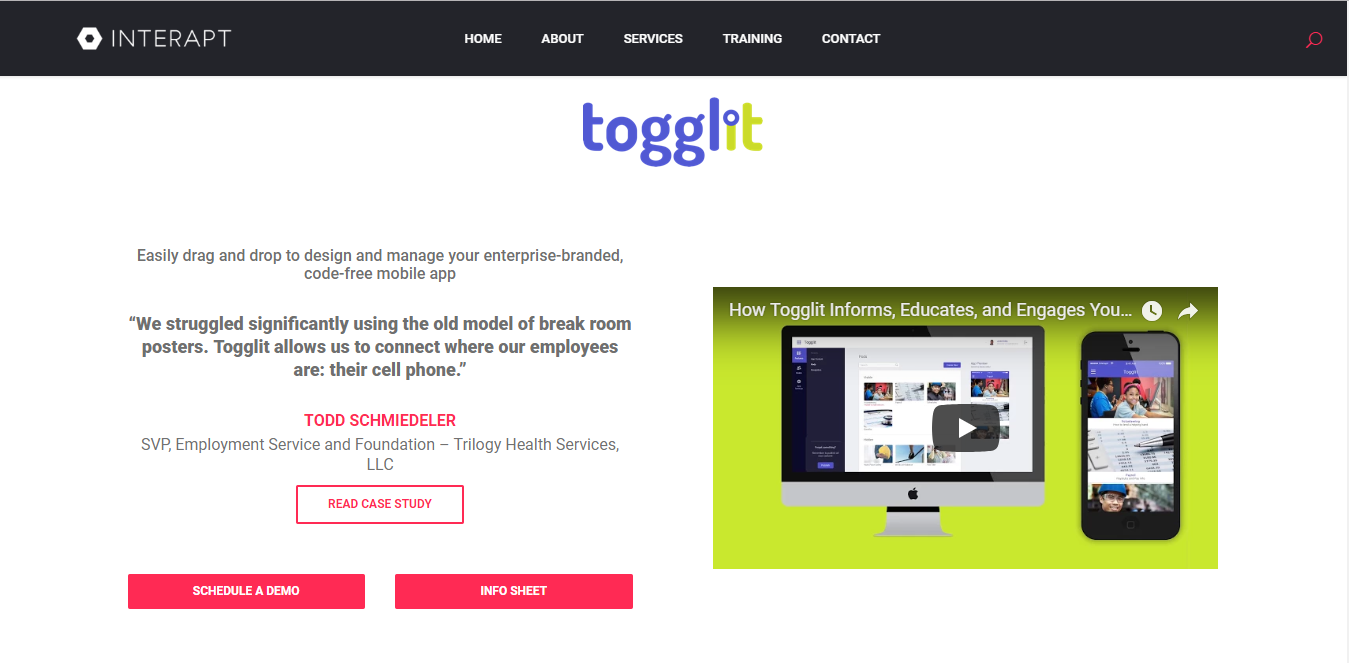 INTERAPT
HOME ABOUT SERVICES TRAINING CONTACT
togglit
Easily drag and drop to design and manage your enterprise-branded,
code-free mobile app
“We struggled significantly using the old model of break room
posters. Togglit allows us to connect where our employees
are: their cell phone.”
TODD SCHMIEDELER
SVP, Employment Service and Foundation – Trilogy Health Services,
LLC
READ CASE STUDY
SCHEDULE A DEMO
INFO SHEET
How Togglit Informs, Educates, and Engages You...
Togglit
Togglit